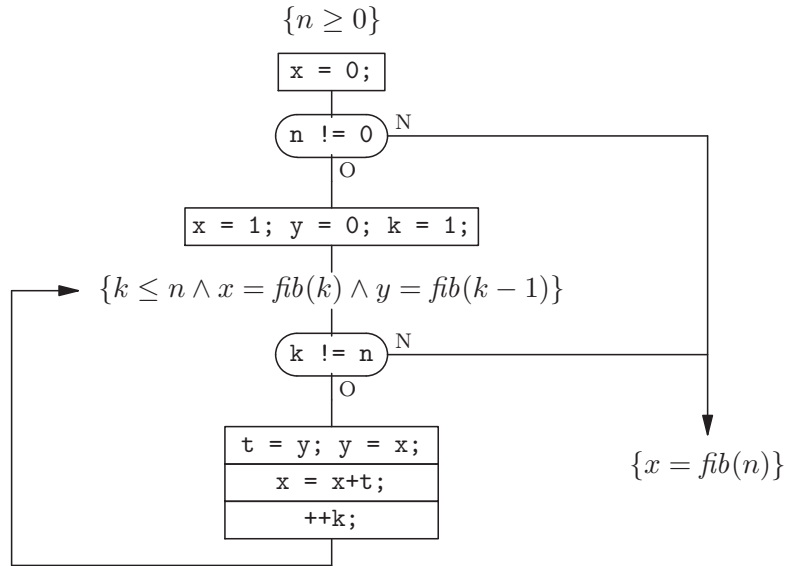 {n ≥ 0}
x = 0;
n != 0
N
O
x = 1; y = 0; k = 1;
{k ≤ n ∧ x = fib(k) ∧ y = fib(k − 1)}
k != n
N
O
t = y; y = x;
x = x+t;
++k;
{x = fib(n)}